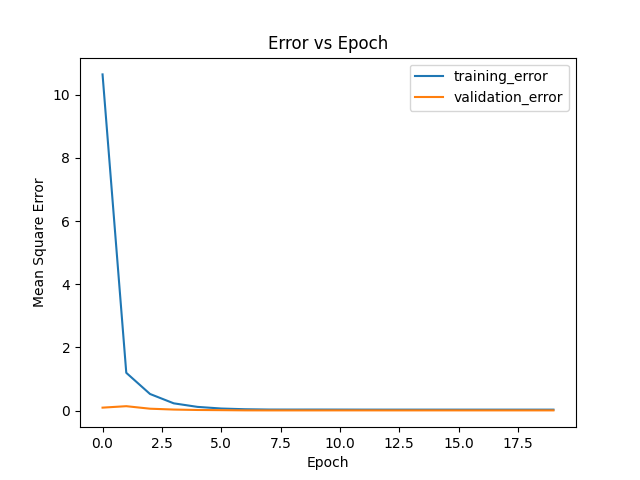 Error vs Epoch
training_error
validation_error
10
8
6
4
2
0
Mean Square Error
0.0 2.5 5.0 7.5 10.0 12.5 15.0 17.5
Epoch